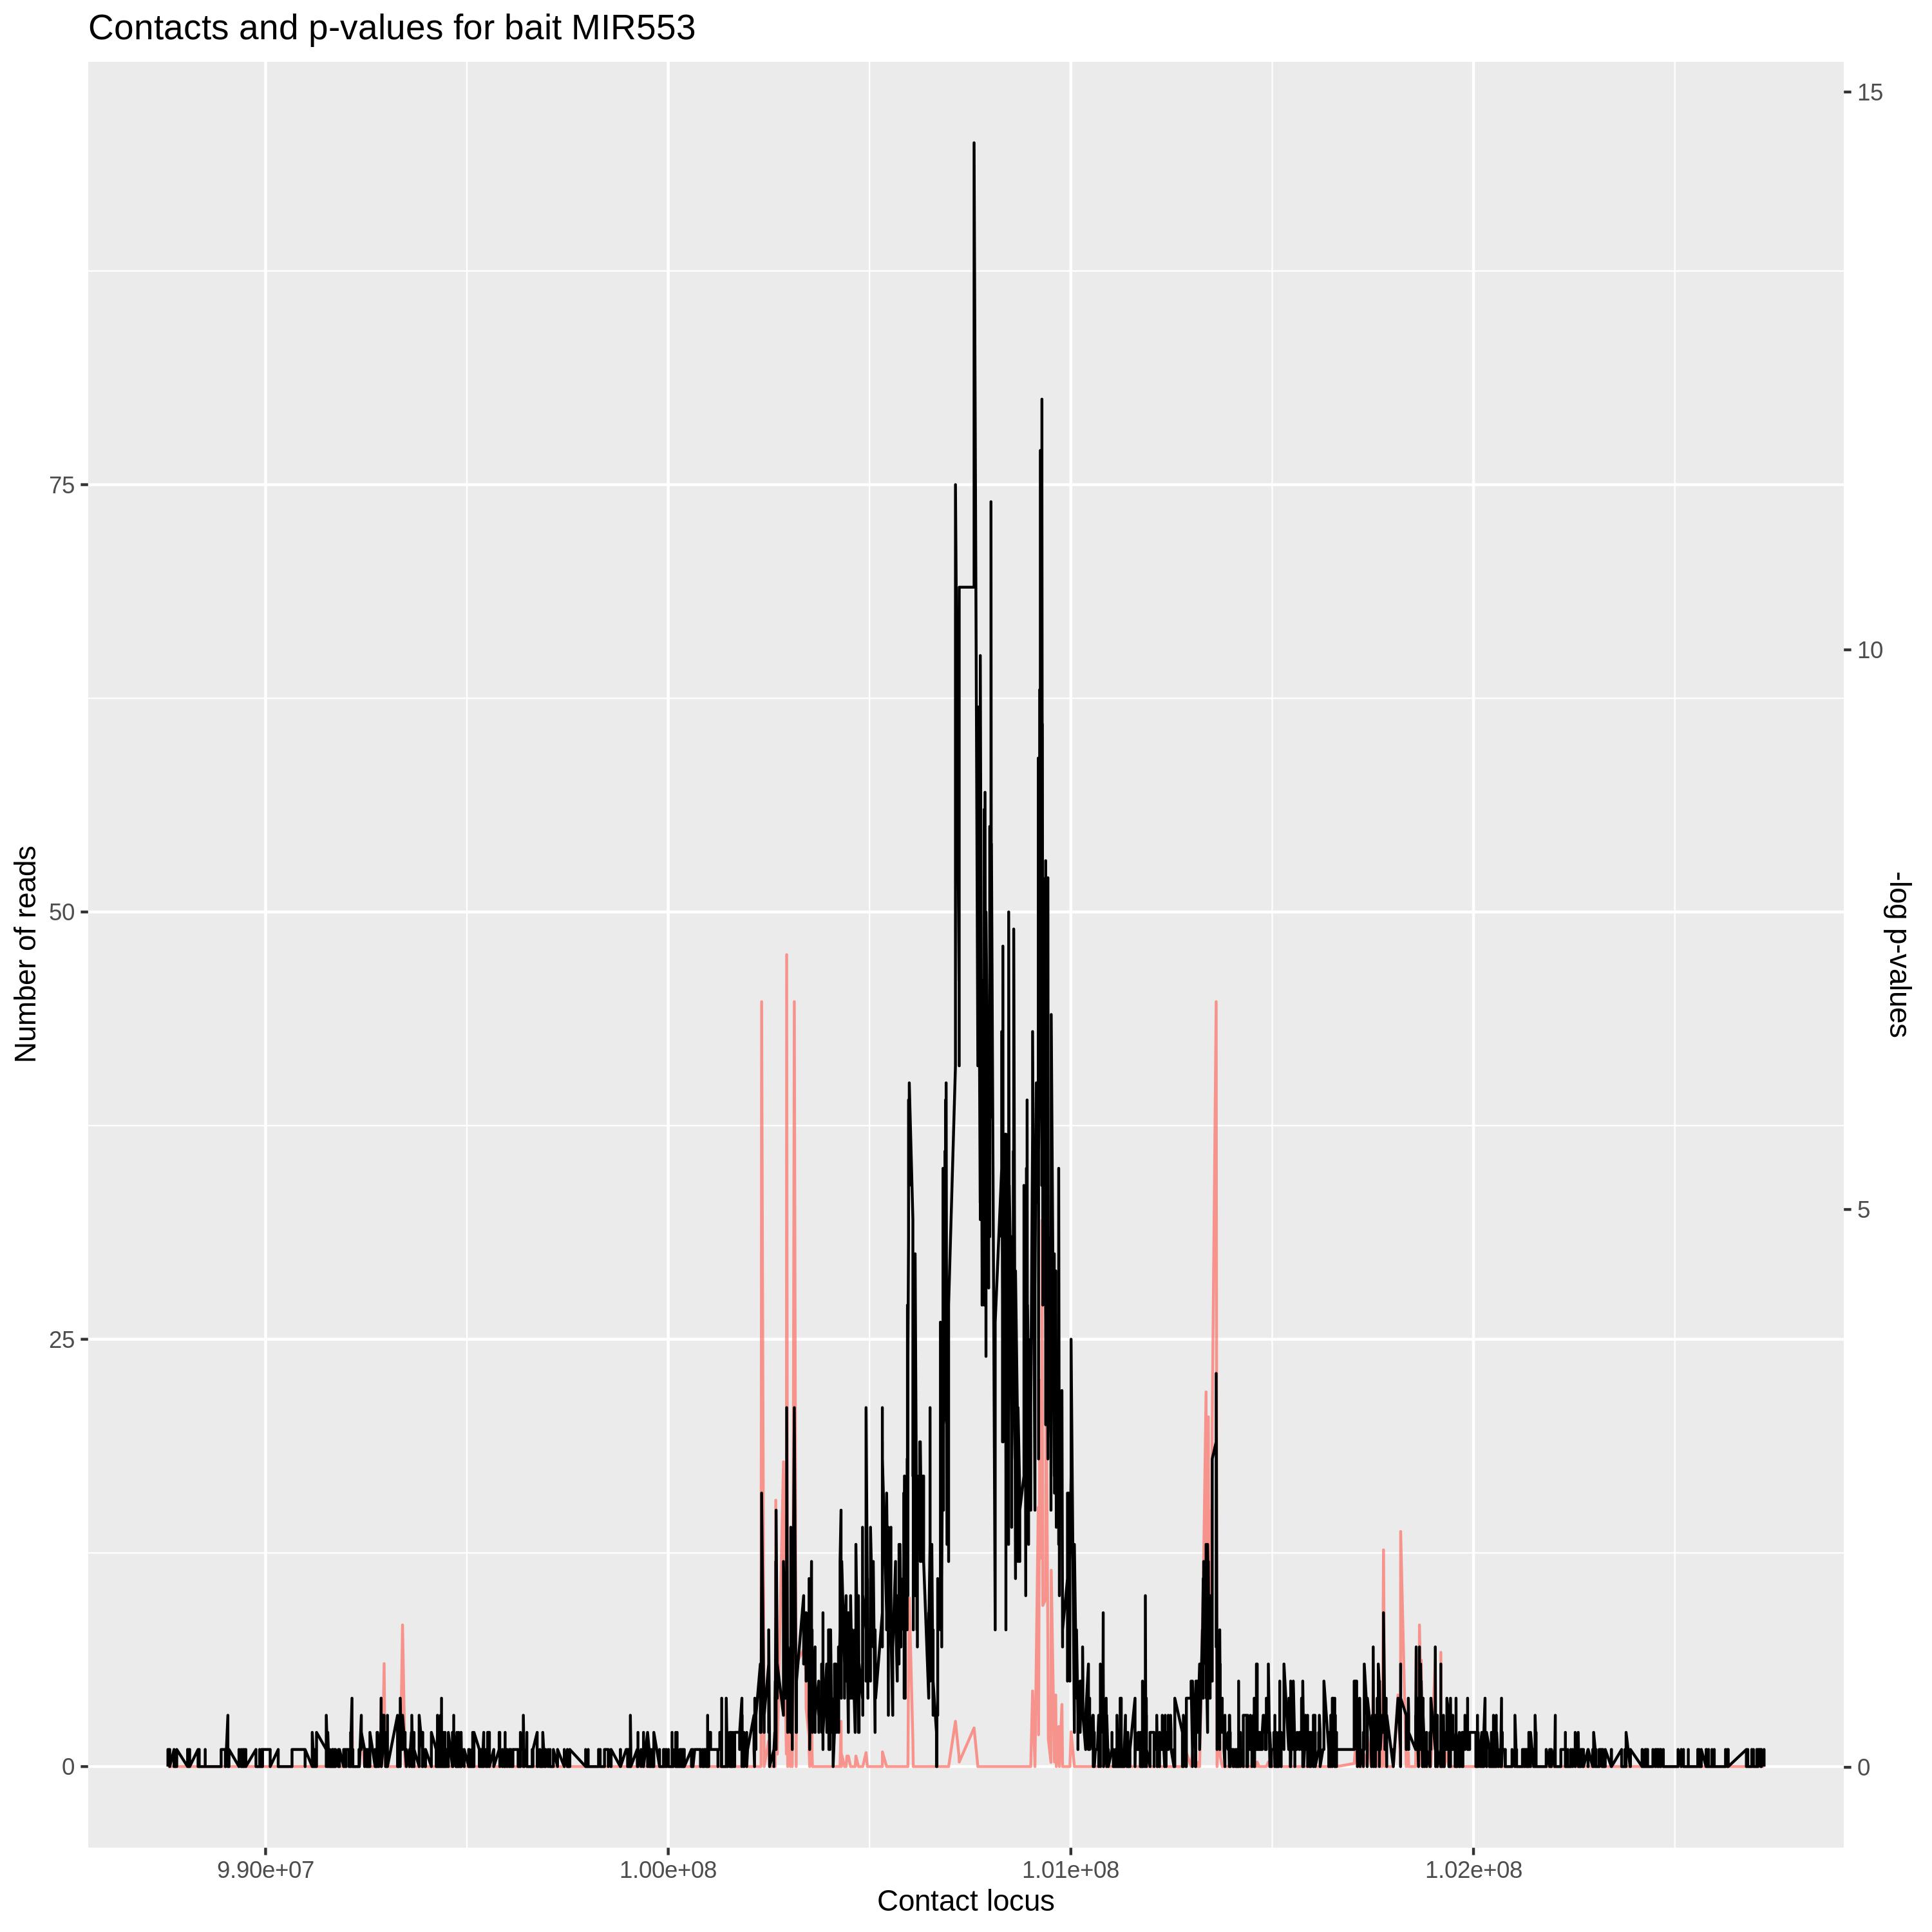 Contacts and p-values for bait MIR553
15
75
10
50
Number of reads
-log p-values
5
25
0
0
9.90e+07
1.00e+08
1.01e+08
1.02e+08
Contact locus